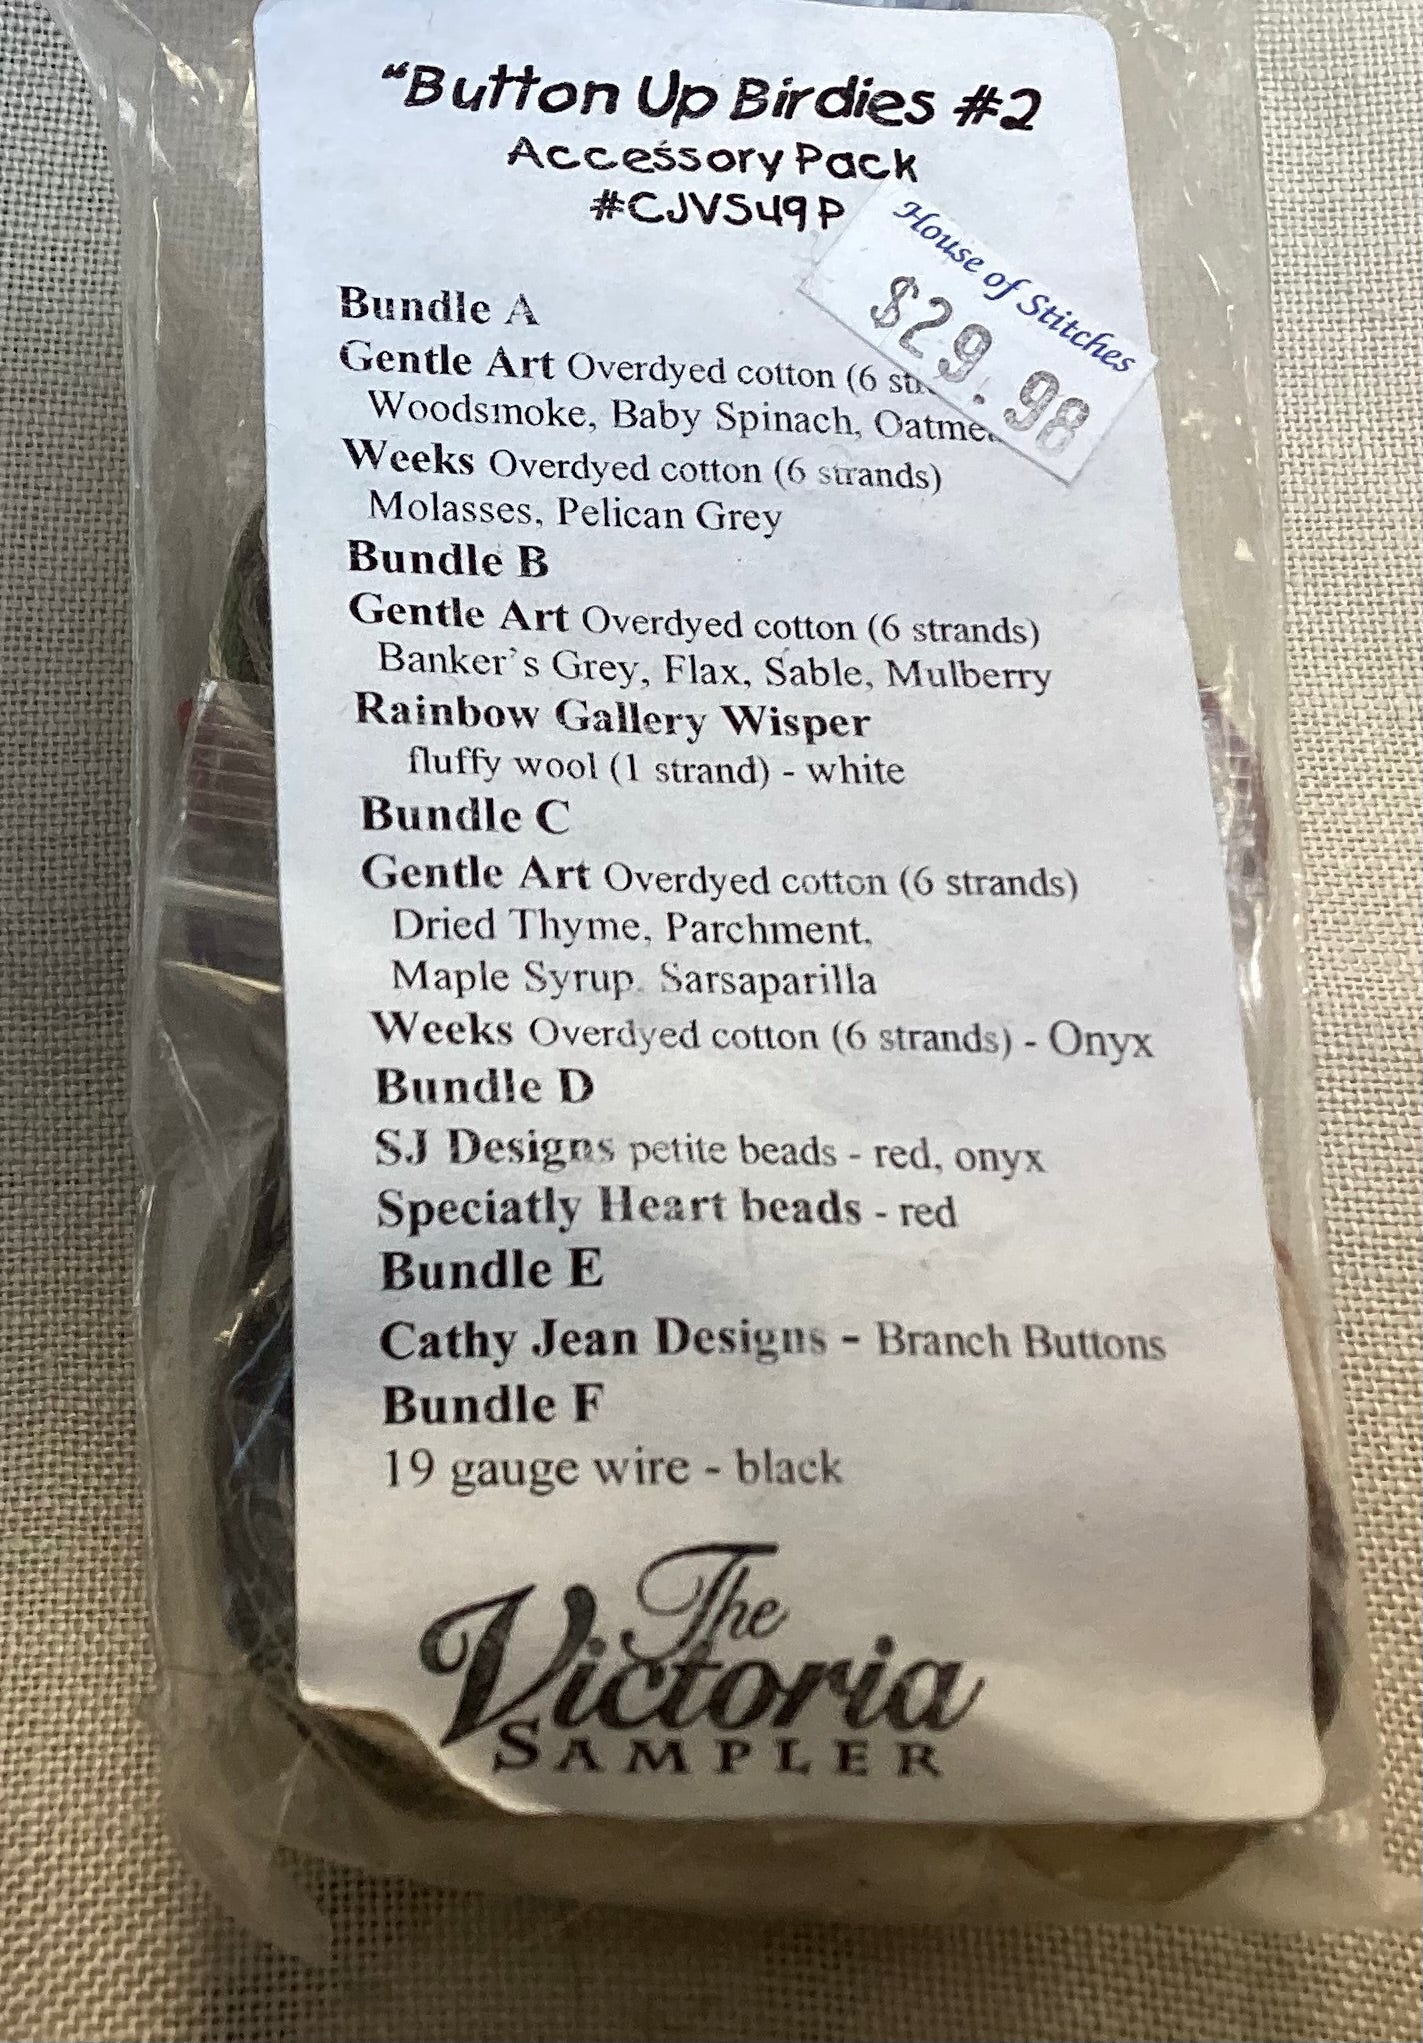 "Button Up Birdies #2
Accessory Pack
#CJVS49P
House of Stitches
$29.98
Bundle A
Gentle Art Overdyed cotton (6
Woodsmoke, Baby Spinach,
Weeks Overdyed cotton (6 strands)
Molasses, Pelican Grey
Bundle B
Gentle Art Overdyed cotton (6 strands)
Banker's Grey, Flax, Sable, Mulberry
Rainbow Gallery Wisper
fluffy wool (1 strand) - white
Bundle C
Gentle Art Overdyed cotton (6 strands)
Dried Thyme, Parchment,
Maple Syrup, Sarsaparilla
Weeks Overdyed cotton (6 strands) - Onyx
Bundle D
SJ Designs petite beads - red, onyx
Speciatly Heart beads - red
Bundle E
Cathy Jean Designs - Branch Buttons
Bundle F
19 gauge wire - black
The
Victoria
SAMPLER